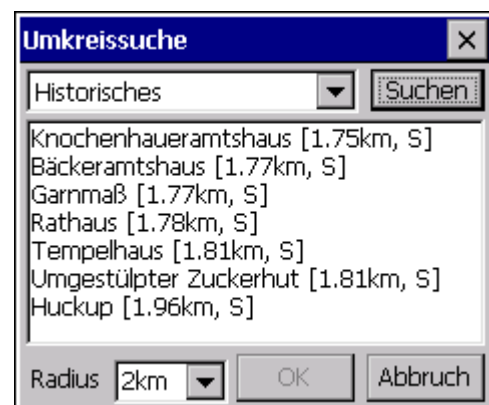 Umkreissuche
Historisches Suchen
Knochenhaueramtshaus [1.75km, S]
Bäckeramtshaus [1.77km, S]
Garnmaß [1.77km, S]
Rathaus [1.78km, S]
Tempelhaus [1.81km, S]
Umgestülpter Zuckerhut [1.81km, S]
Huckup [1.96km, S]
Radius 2km OK Abbruch